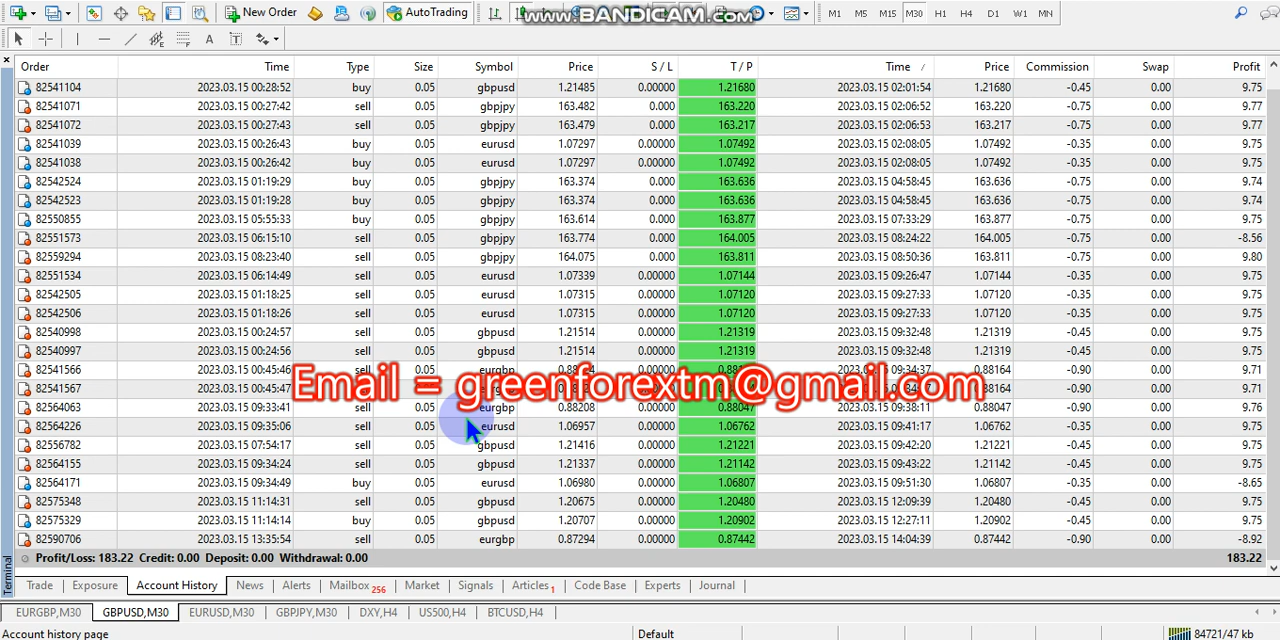 New Order AutoTrading www.BANDICAM.com M1 M5 M15 M30 H1 H4 D1 W1 MN
A T
Order Time Type Size Symbol Price S / L T / P Time / Price Commission Swap Profit
82541104 2023.03.15 00:28:52 buy 0.05 gbpusd 1.21485 0.00000 1.21680 2023.03.15 02:01:54 1.21680 -0.45 0.00 9.75
82541071 2023.03.15 00:27:42 sell 0.05 gbpjpy 163.482 0.000 163.220 2023.03.15 02:06:52 163.220 -0.75 0.00 9.77
82541072 2023.03.15 00:27:43 sell 0.05 gbpjpy 163.479 0.000 163.217 2023.03.15 02:06:53 163.217 -0.75 0.00 9.77
82541039 2023.03.15 00:26:43 buy 0.05 eurusd 1.07297 0.00000 1.07492 2023.03.15 02:08:05 1.07492 -0.35 0.00 9.75
82541038 2023.03.15 00:26:42 buy 0.05 eurusd 1.07297 0.00000 1.07492 2023.03.15 02:08:05 1.07492 -0.35 0.00 9.75
82542524 2023.03.15 01:19:29 buy 0.05 gbpjpy 163.374 0.000 163.636 2023.03.15 04:58:45 163.636 -0.75 0.00 9.74
82542523 2023.03.15 01:19:28 buy 0.05 gbpjpy 163.374 0.000 163.636 2023.03.15 04:58:45 163.636 -0.75 0.00 9.74
82550855 2023.03.15 05:55:33 buy 0.05 gbpjpy 163.614 0.000 163.877 2023.03.15 07:33:29 163.877 -0.75 0.00 9.75
82551573 2023.03.15 06:15:10 sell 0.05 gbpjpy 163.774 0.000 164.005 2023.03.15 08:24:22 164.005 -0.75 0.00 -8.56
82559294 2023.03.15 08:23:40 sell 0.05 gbpjpy 164.075 0.000 163.811 2023.03.15 08:50:36 163.811 -0.75 0.00 9.80
82551534 2023.03.15 06:14:49 sell 0.05 eurusd 1.07339 0.00000 1.07144 2023.03.15 09:26:47 1.07144 -0.35 0.00 9.75
82542505 2023.03.15 01:18:25 sell 0.05 eurusd 1.07315 0.00000 1.07120 2023.03.15 09:27:33 1.07120 -0.35 0.00 9.75
82542506 2023.03.15 01:18:26 sell 0.05 eurusd 1.07315 0.00000 1.07120 2023.03.15 09:27:33 1.07120 -0.35 0.00 9.75
82540998 2023.03.15 00:24:57 sell 0.05 gbpusd 1.21514 0.00000 1.21319 2023.03.15 09:32:48 1.21319 -0.45 0.00 9.75
82540997 2023.03.15 00:24:56 sell 0.05 gbpusd 1.21514 0.00000 1.21319 2023.03.15 09:32:48 1.21319 -0.45 0.00 9.75
82541566 2023.03.15 00:45:46 sell 0.05 eurgbp 2023.03.15 09:34:37 0.88164 -0.90 0.00 9.71
Email = greenforextm@gmail.com
82541567 0.88164 -0.90 0.00 9.71
82564063 2023.03.15 09:33:41 sell 0.05 eurgbp 0.88208 0.00000 0.88047 2023.03.15 09:38:11 0.88047 -0.90 0.00 9.76
82564226 2023.03.15 09:35:06 sell 0.05 eurusd 1.06957 0.00000 1.06762 2023.03.15 09:41:17 1.06762 -0.35 0.00 9.75
82556782 2023.03.15 07:54:17 sell 0.05 gbpusd 1.21416 0.00000 1.21221 2023.03.15 09:42:20 1.21221 -0.45 0.00 9.75
82564155 2023.03.15 09:34:24 sell 0.05 gbpusd 1.21337 0.00000 1.21142 2023.03.15 09:43:22 1.21142 -0.45 0.00 9.75
82564171 2023.03.15 09:34:49 buy 0.05 eurusd 1.06980 0.00000 1.06807 2023.03.15 09:51:30 1.06807 -0.35 0.00 -8.65
82575348 2023.03.15 11:14:31 sell 0.05 gbpusd 1.20675 0.00000 1.20480 2023.03.15 12:09:39 1.20480 -0.45 0.00 9.75
82575329 2023.03.15 11:14:14 buy 0.05 gbpusd 1.20707 0.00000 1.20902 2023.03.15 12:27:11 1.20902 -0.45 0.00 9.75
82590706 2023.03.15 13:35:54 sell 0.05 eurgbp 0.87294 0.00000 0.87442 2023.03.15 14:04:39 0.87442 -0.90 0.00 -8.92
Profit/Loss: 183.22 Credit: 0.00 Deposit: 0.00 Withdrawal: 0.00 183.22
Terminal
Trade Exposure Account History News Alerts Mailbox 256 Market Signals Articles 1 Code Base Experts Journal
EURGBP,M30 GBPUSD,M30 EURUSD,M30 GBPJPY,M30 DXY,H4 US500,H4 BTCUSD,H4
Account history page Default 84721/47 kb